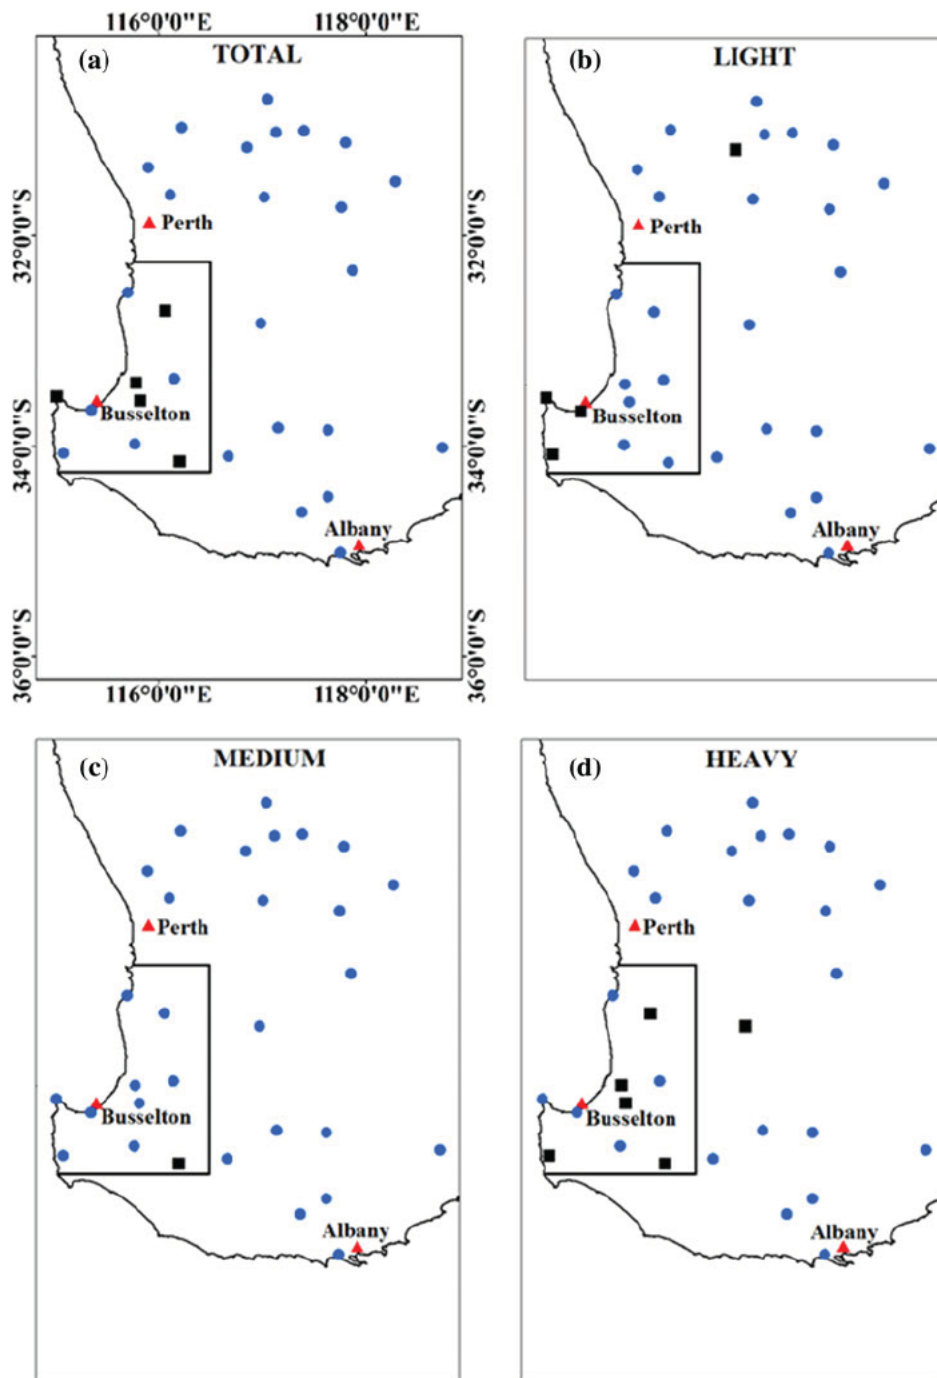 116°0'0"E 118°0'0"E
(a) TOTAL
(b) LIGHT
32°0'0"S
32°0'0"S
Perth
Perth
Busselton
Busselton
34°0'0"S
34°0'0"S
Albany
Albany
36°0'0"S
36°0'0"S
116°0'0"E 118°0'0"E
(c) MEDIUM
(d) HEAVY
Perth
Perth
Busselton
Busselton
Albany
Albany